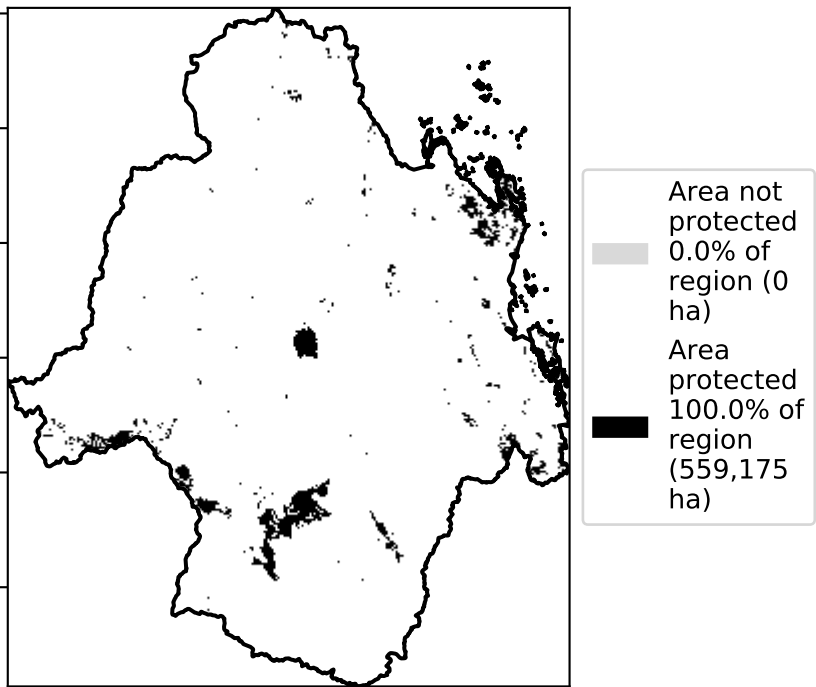 Area not
protected
0.0% of
region (0
ha)
Area
protected
100.0% of
region
(559,175
ha)